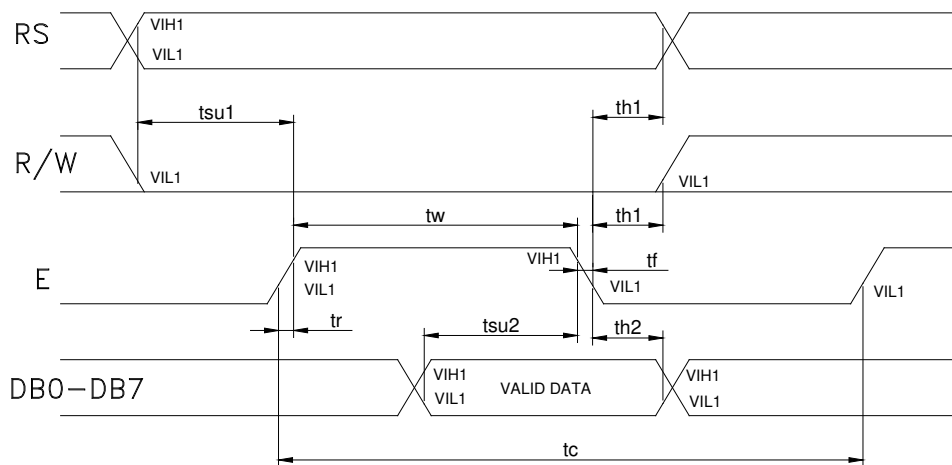 RS
VIH1
VIL1
tsu1
th1
R/W
VIL1
VIL1
tw
th1
E
VIH1
VIL1
VIH1
tf
VIL1
VIL1
tr
tsu2
th2
DB0-DB7
VIH1
VIL1
VALID DATA
VIH1
VIL1
tc